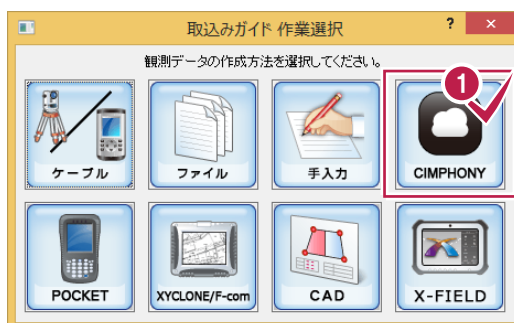 取込みガイド 作業選択
? ×
観測データの作成方法を選択してください。
1
ケーブル ファイル 手入力 CIMPHONY
POCKET XYCLONE/F-com CAD X-FIELD